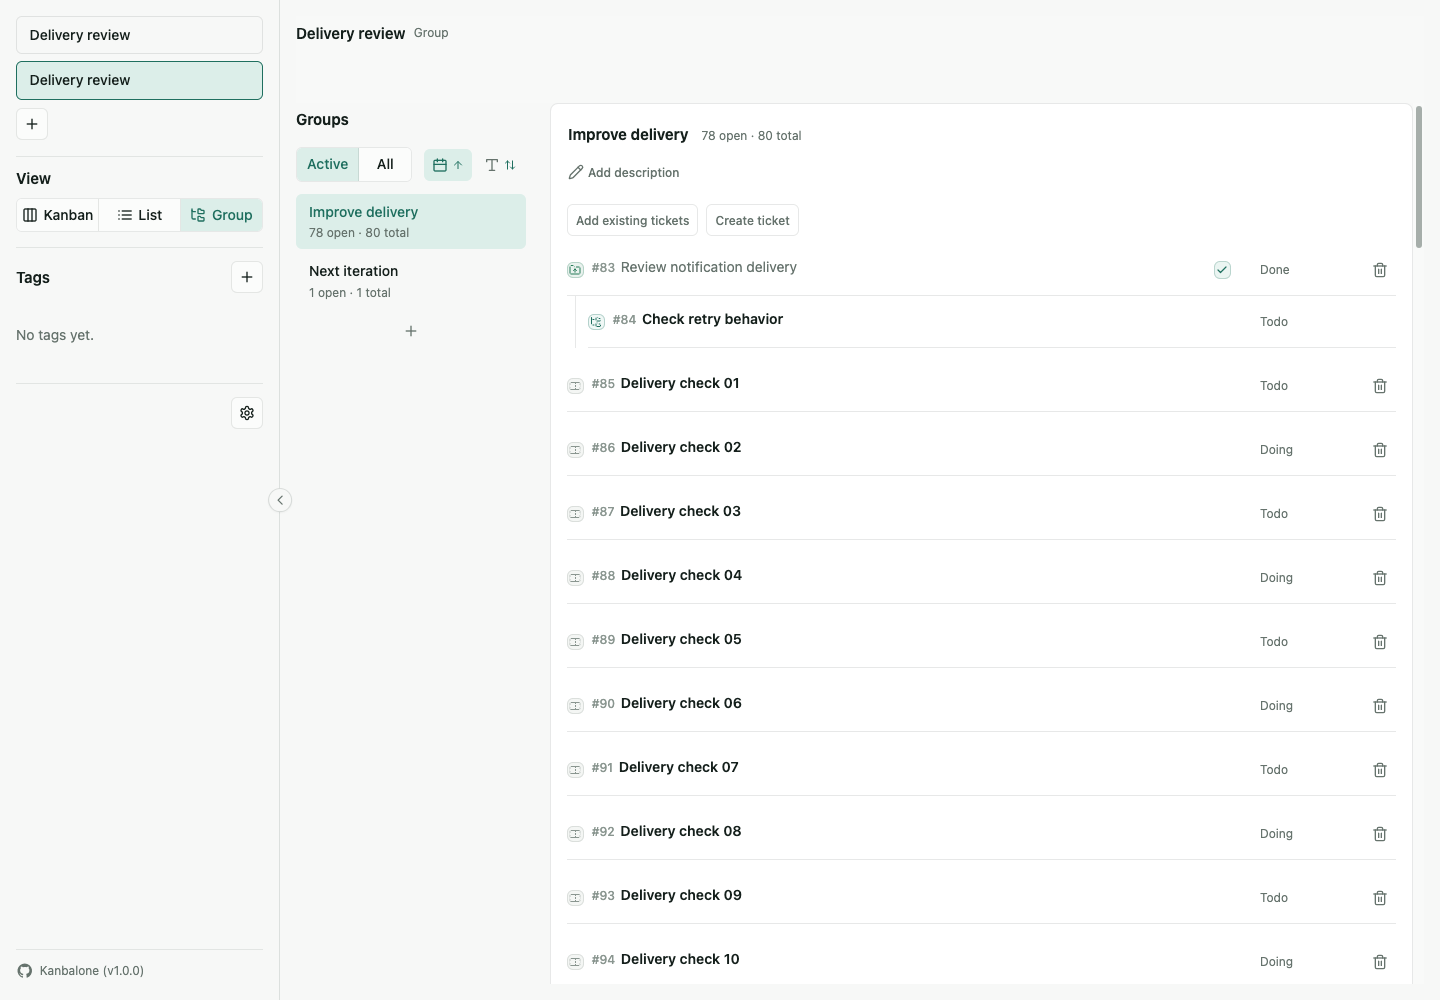 Delivery review
Delivery review
View
Kanban
List
Group
Tags
No tags yet.
Kanbalone (v1.0.0)
Delivery review Group
Groups
Active
All
Improve delivery
78 open · 80 total
Next iteration
1 open · 1 total
Improve delivery 78 open · 80 total
Add description
Add existing tickets
Create ticket
#83 Review notification delivery Done
#84 Check retry behavior Todo
#85 Delivery check 01 Todo
#86 Delivery check 02 Doing
#87 Delivery check 03 Todo
#88 Delivery check 04 Doing
#89 Delivery check 05 Todo
#90 Delivery check 06 Doing
#91 Delivery check 07 Todo
#92 Delivery check 08 Doing
#93 Delivery check 09 Todo
#94 Delivery check 10 Doing